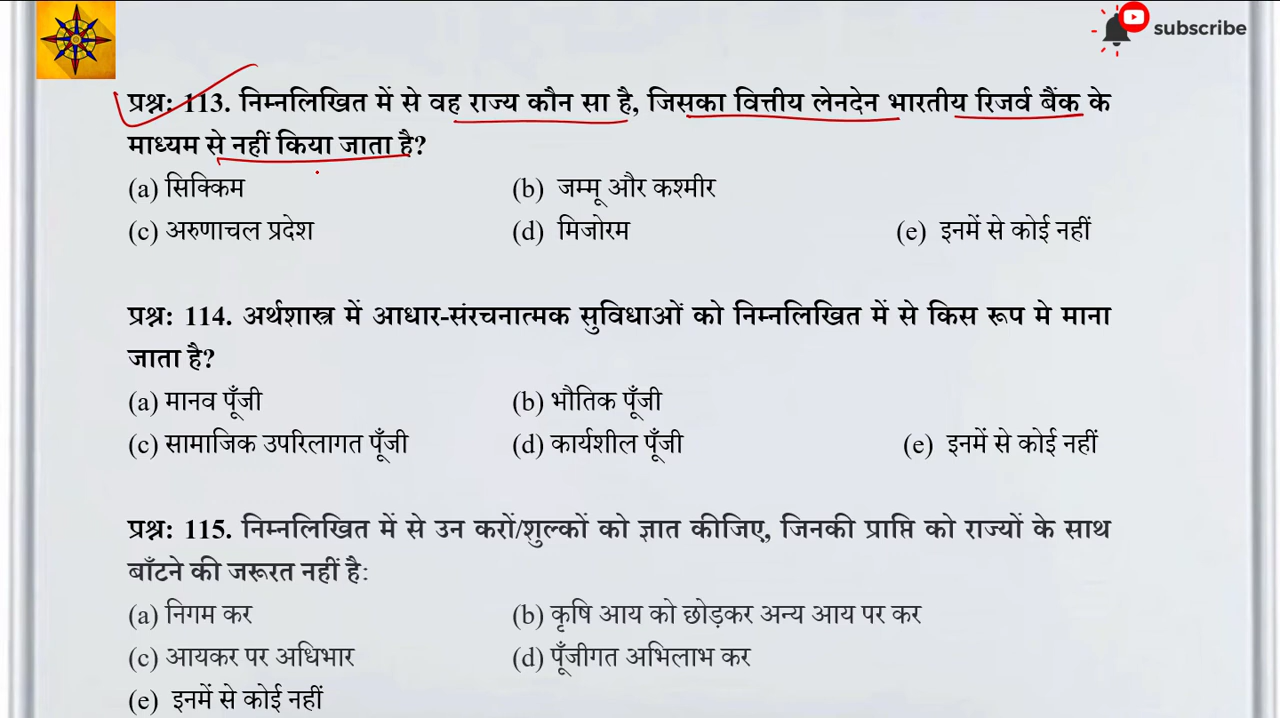 subscribe
प्रश्न: 113. निम्नलिखित में से वह राज्य कौन सा है, जिसका वित्तीय लेनदेन भारतीय रिजर्व बैंक के
माध्यम से नहीं किया जाता है?
(a) सिक्किम (b) जम्मू और कश्मीर
(c) अरुणाचल प्रदेश (d) मिजोरम (e) इनमें से कोई नहीं
प्रश्न: 114. अर्थशास्त्र में आधार-संरचनात्मक सुविधाओं को निम्नलिखित में से किस रूप मे माना
जाता है?
(a) मानव पूँजी (b) भौतिक पूँजी
(c) सामाजिक उपरिलागत पूँजी (d) कार्यशील पूँजी (e) इनमें से कोई नहीं
प्रश्न: 115. निम्नलिखित में से उन करों/शुल्कों को ज्ञात कीजिए, जिनकी प्राप्ति को राज्यों के साथ
बाँटने की जरूरत नहीं है:
(a) निगम कर (b) कृषि आय को छोड़कर अन्य आय पर कर
(c) आयकर पर अधिभार (d) पूँजीगत अभिलाभ कर
(e) इनमें से कोई नहीं